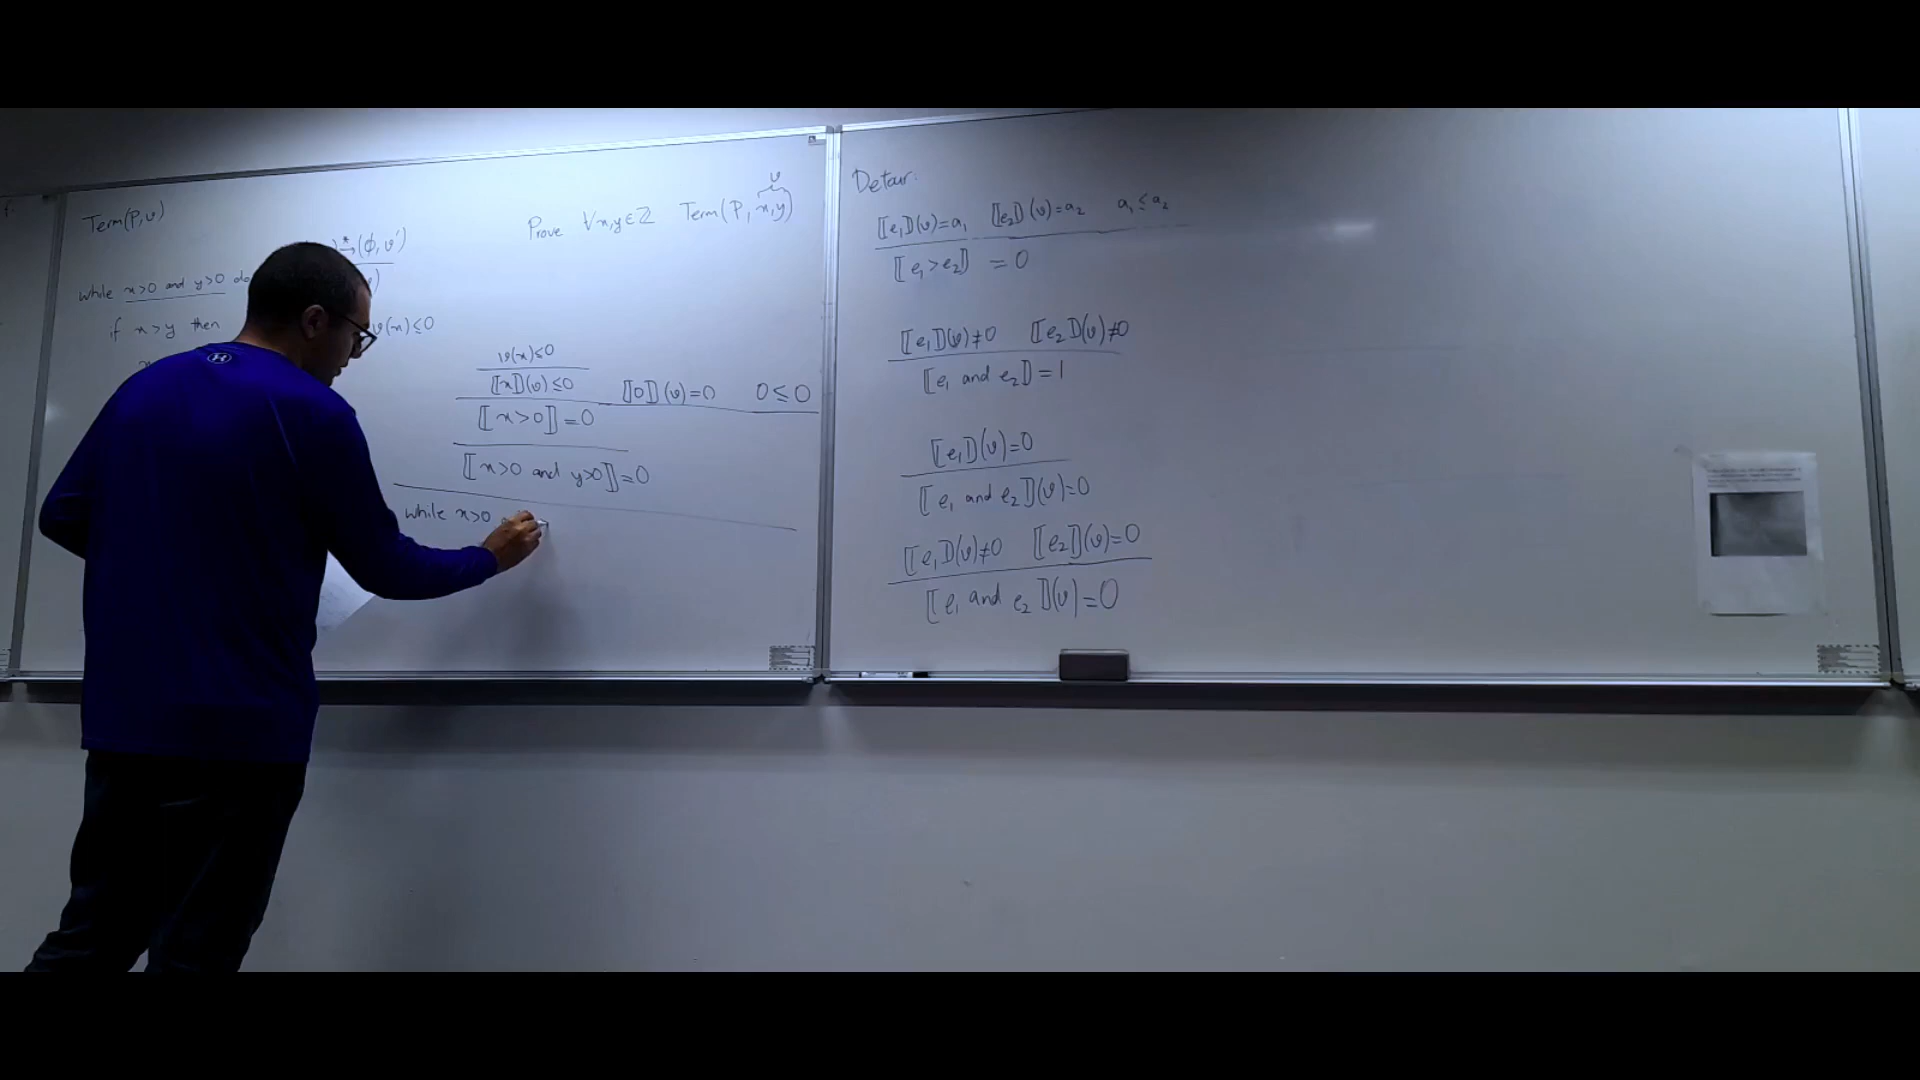 Term(P,v)
Prove ∀x,y∈ℤ Term(P, x,y)
v
→* (ϕ, v')
while x>0 and y>0 do
if x>y then
v(x)≤0
v(x)≤0
⟦x⟧(v)≤0 ⟦0⟧(v)=0 0≤0
⟦x>0⟧=0
⟦x>0 and y>0⟧=0
while x>0
Detour:
⟦e₁⟧(v)=a₁ ⟦e₂⟧(v)=a₂ a₁≤a₂
⟦e₁>e₂⟧ =0
⟦e₁⟧(v)≠0 ⟦e₂⟧(v)≠0
⟦e₁ and e₂⟧=1
⟦e₁⟧(v)=0
⟦e₁ and e₂⟧(v)=0
⟦e₁⟧(v)≠0 ⟦e₂⟧(v)=0
⟦e₁ and e₂⟧(v)=0